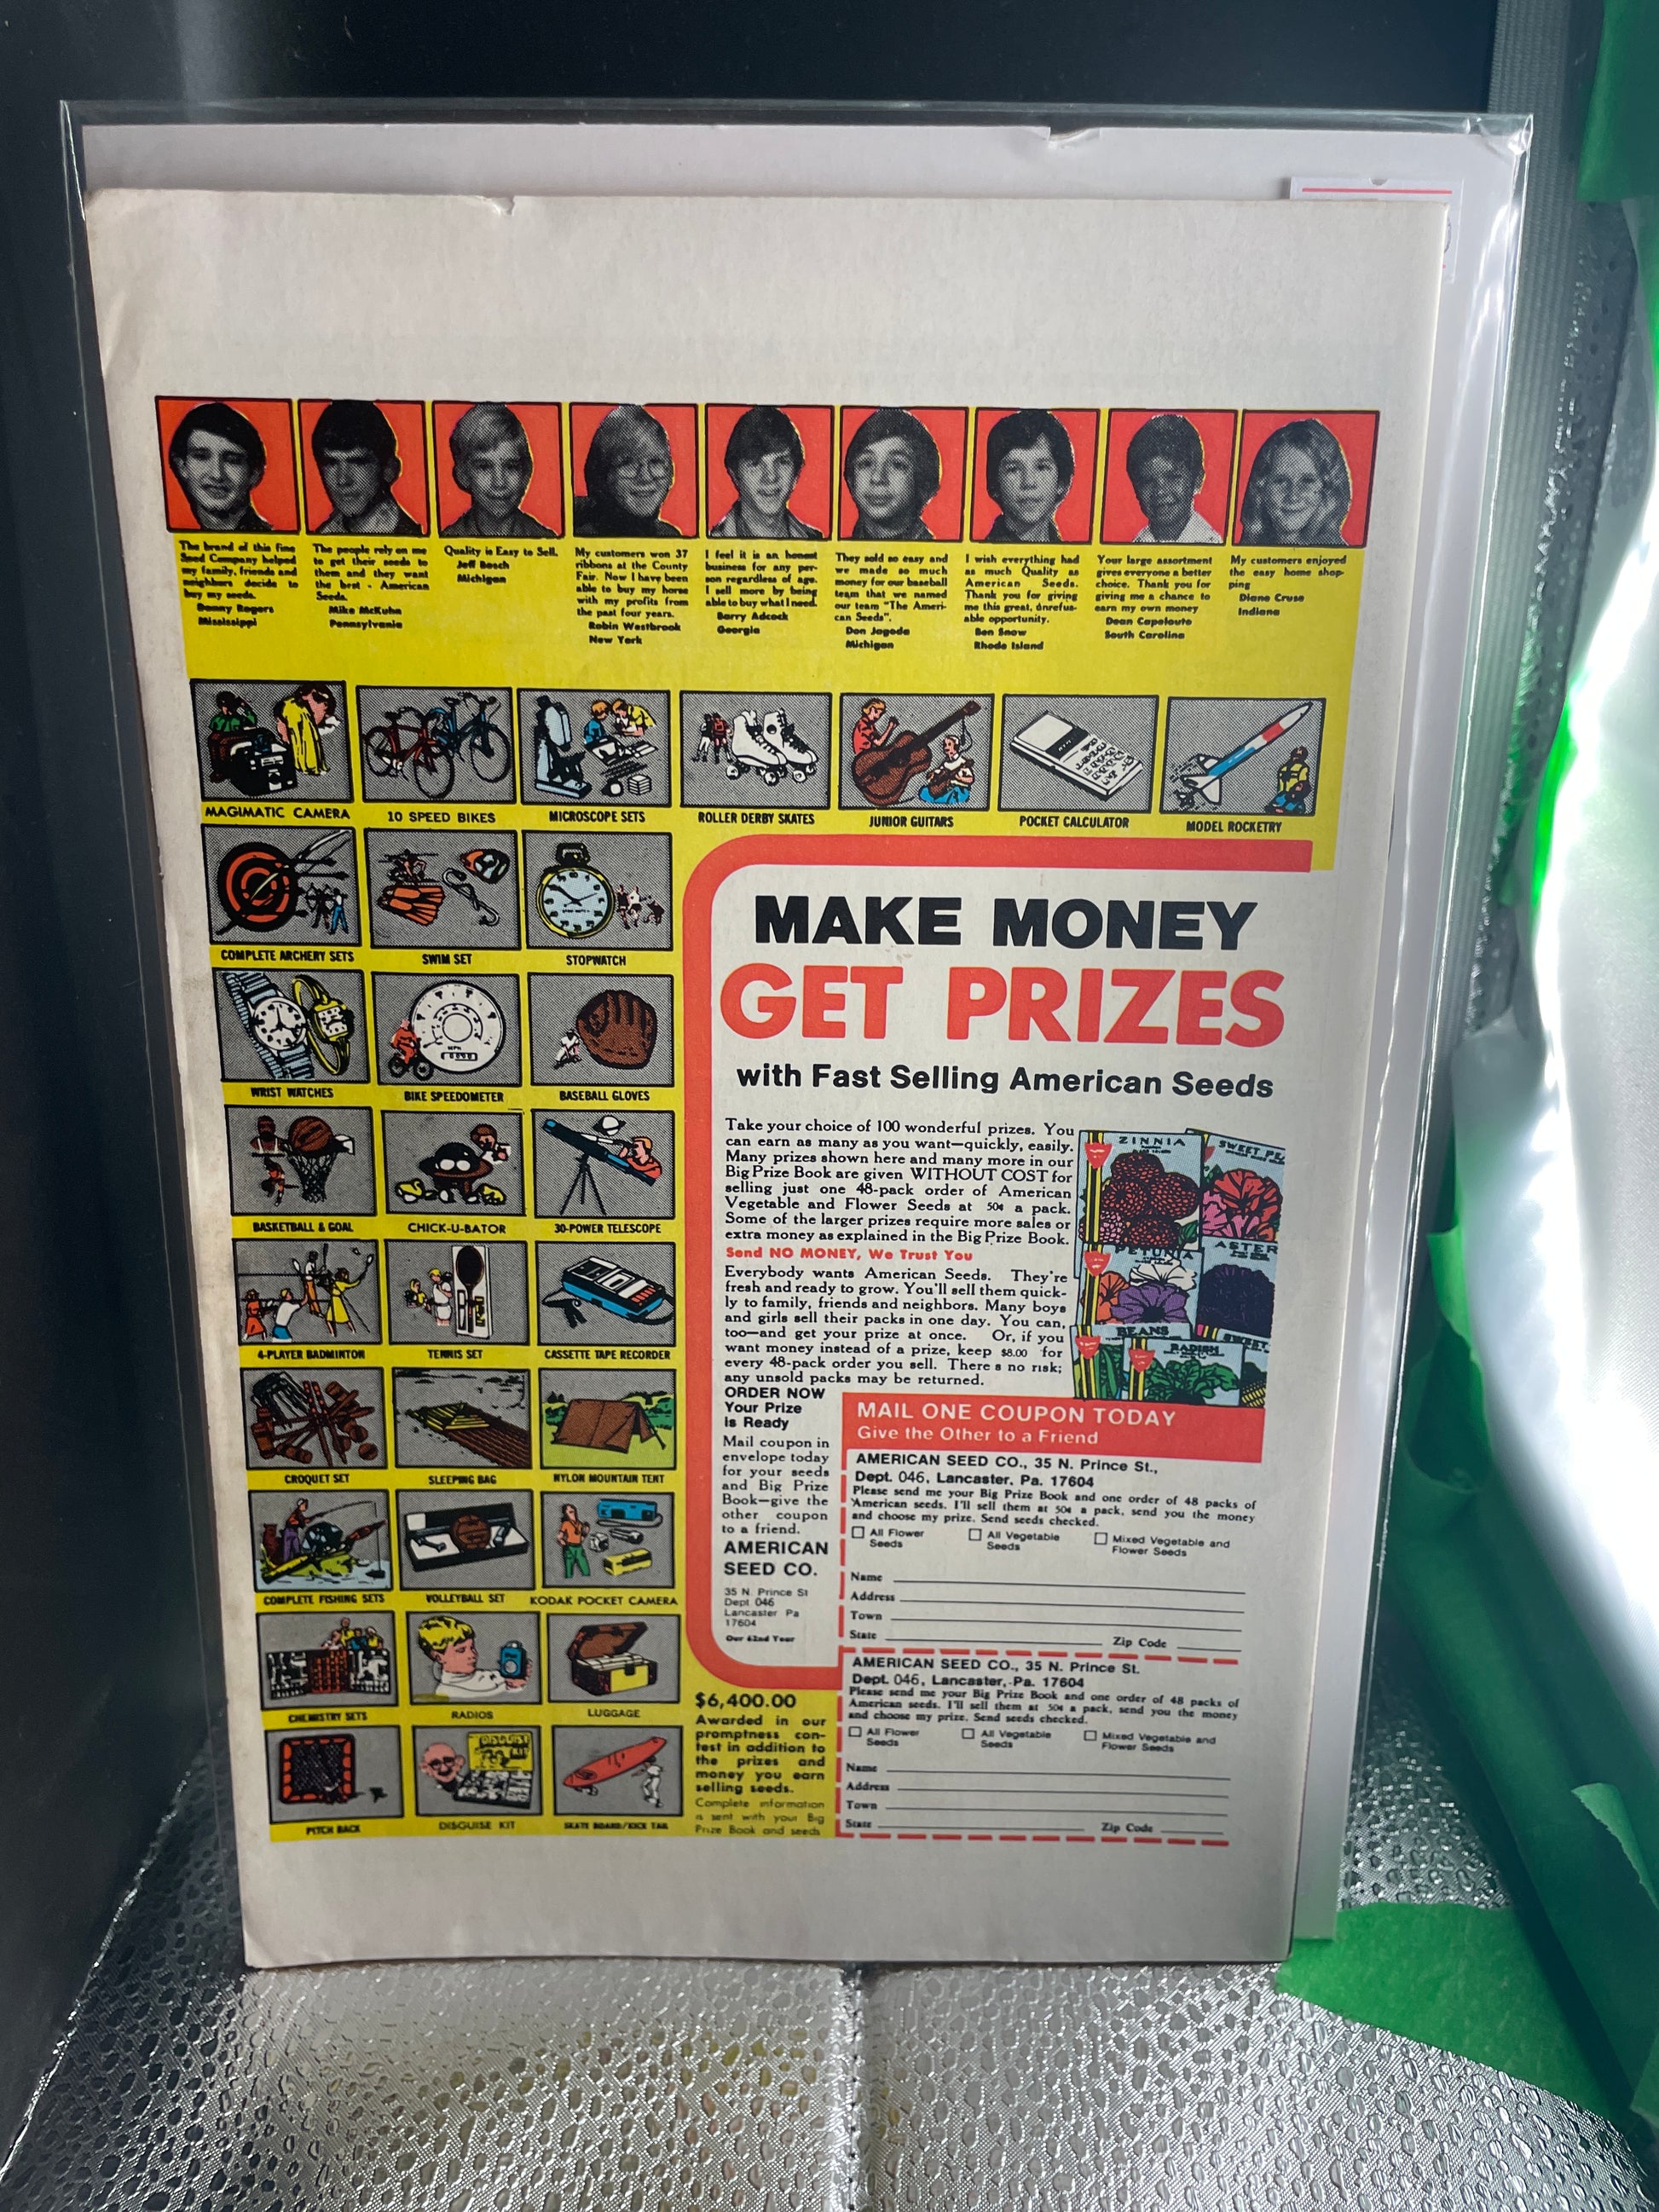 The brand of this fine
Seed Company helped
my family, friends and
neighbors decide to
buy my seeds.
Danny Rogers
Mississippi
The people rely on me
to get their seeds to
them and they want
the best - American
Seeds.
Mike McKuhn
Pennsylvania
Quality is Easy to Sell.
Jeff Bosch
Michigan
My customers won 37
ribbons at the County
Fair. Now I have been
able to buy my horse
with my profits from
the past four years.
Robin Westbrook
New York
I feel it is an honest
business for any per-
son regardless of age.
I sell more by being
able to buy what I need.
Barry Adcock
Georgia
They sold so easy and
we made so much
money for our baseball
team that we named
our team "The Ameri-
can Seeds".
Don Jagoda
Michigan
I wish everything had
as much Quality as
American Seeds.
Thank you for giving
me this great, unrefus-
able opportunity.
Ben Snow
Rhode Island
Your large assortment
gives everyone a better
choice. Thank you for
giving me a chance to
earn my own money
Dean Capeloute
South Carolina
My customers enjoyed
the easy home shop-
ping
Diane Cruse
Indiana
MAGIMATIC CAMERA
10 SPEED BIKES
MICROSCOPE SETS
ROLLER DERBY SKATES
JUNIOR GUITARS
POCKET CALCULATOR
MODEL ROCKETRY
COMPLETE ARCHERY SETS
SWIM SET
STOPWATCH
WRIST WATCHES
MPH
BIKE SPEEDOMETER
BASEBALL GLOVES
BASKETBALL & GOAL
CHICK-U-BATOR
30-POWER TELESCOPE
4-PLAYER BADMINTON
TENNIS SET
CASSETTE TAPE RECORDER
CROQUET SET
SLEEPING BAG
NYLON MOUNTAIN TENT
COMPLETE FISHING SETS
VOLLEYBALL SET
KODAK POCKET CAMERA
CHEMISTRY SETS
RADIOS
LUGGAGE
PITCH BACK
DISGUISE KIT
DISGUISE KIT
SKATE BOARD/KICK TAIL
MAKE MONEY
GET PRIZES
with Fast Selling American Seeds
Take your choice of 100 wonderful prizes. You
can earn as many as you want—quickly, easily.
Many prizes shown here and many more in our
Big Prize Book are given WITHOUT COST for
selling just one 48-pack order of American
Vegetable and Flower Seeds at 50¢ a pack.
Some of the larger prizes require more sales or
extra money as explained in the Big Prize Book.
Send NO MONEY, We Trust You
Everybody wants American Seeds. They're
fresh and ready to grow. You'll sell them quick-
ly to family, friends and neighbors. Many boys
and girls sell their packs in one day. You can,
too—and get your prize at once. Or, if you
want money instead of a prize, keep $8.00 for
every 48-pack order you sell. There s no risk;
any unsold packs may be returned.
ZINNIA
SWEET PE
PETUNIA
ASTER
BEANS
RADISH
SWEET
ORDER NOW
Your Prize
is Ready
Mail coupon in
envelope today
for your seeds
and Big Prize
Book—give the
other coupon
to a friend.
AMERICAN
SEED CO.
35 N. Prince St
Dept 046
Lancaster Pa
17604
Our 62nd Year
MAIL ONE COUPON TODAY
Give the Other to a Friend
AMERICAN SEED CO., 35 N. Prince St.,
Dept. 046, Lancaster, Pa. 17604
Please send me your Big Prize Book and one order of 48 packs of
American seeds. I'll sell them at 50¢ a pack, send you the money
and choose my prize. Send seeds checked.
All Flower Seeds
All Vegetable Seeds
Mixed Vegetable and Flower Seeds
Name
Address
Town
State Zip Code
AMERICAN SEED CO., 35 N. Prince St.
Dept. 046, Lancaster, Pa. 17604
Please send me your Big Prize Book and one order of 48 packs of
American seeds. I'll sell them at 50¢ a pack, send you the money
and choose my prize. Send seeds checked.
All Flower Seeds
All Vegetable Seeds
Mixed Vegetable and Flower Seeds
Name
Address
Town
State Zip Code
$6,400.00
Awarded in our
promptness con-
test in addition to
the prizes and
money you earn
selling seeds.
Complete information
is sent with your Big
Prize Book and seeds